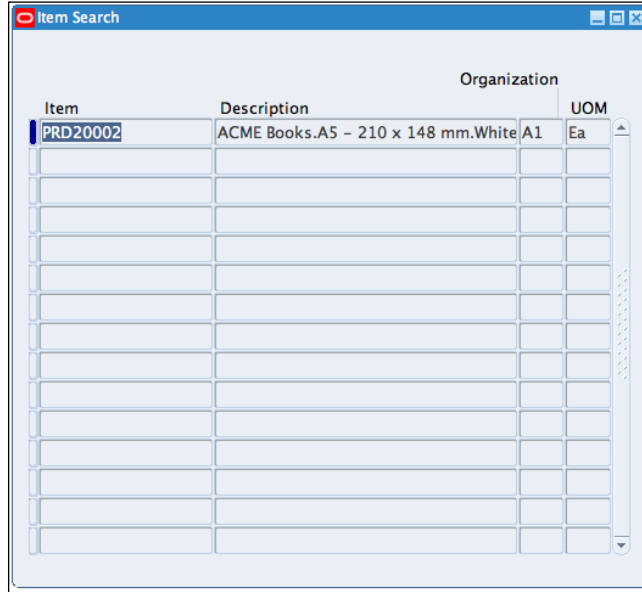 Item Search
Organization
Item Description UOM
PRD20002 ACME Books.A5 - 210 x 148 mm.White A1 Ea